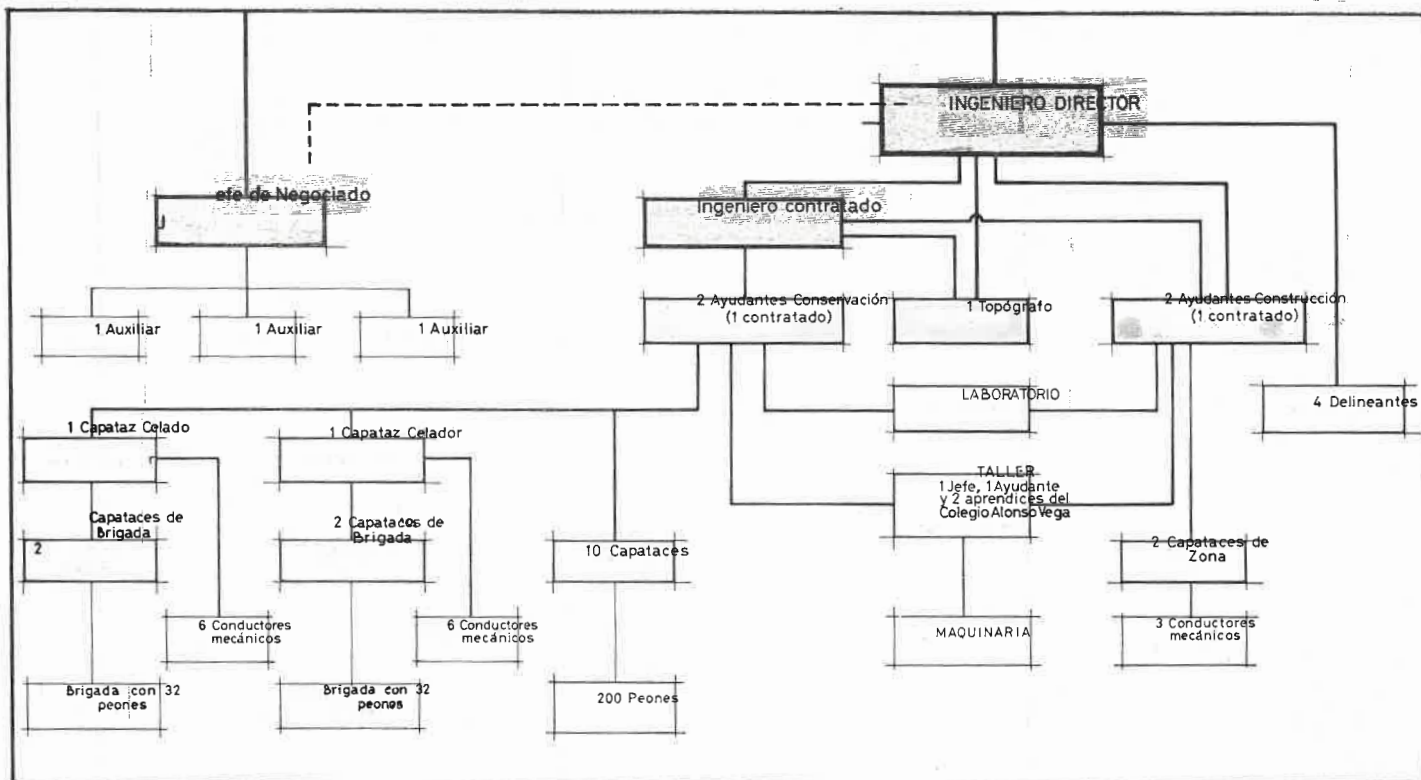 INGENIERO DIRECTOR
Jefe de Negociado
Ingeniero contratado
2 Ayudantes Conservación
(1 contratado)
1 Topógrafo
2 Ayudantes Construcción
(1 contratado)
1 Auxiliar
1 Auxiliar
1 Auxiliar
LABORATORIO
4 Delineantes
1 Capataz Celado
1 Capataz Celador
TALLER
1 Jefe, 1 Ayudante
y 2 aprendices del
Colegio Alonso Vega
2 Capataces de
Brigada
2 Capataces de
Brigada
10 Capataces
2 Capataces de
Zona
6 Conductores
mecánicos
6 Conductores
mecánicos
MAQUINARIA
3 Conductores
mecánicos
Brigada con 32
peones
Brigada con 32
peones
200 Peones